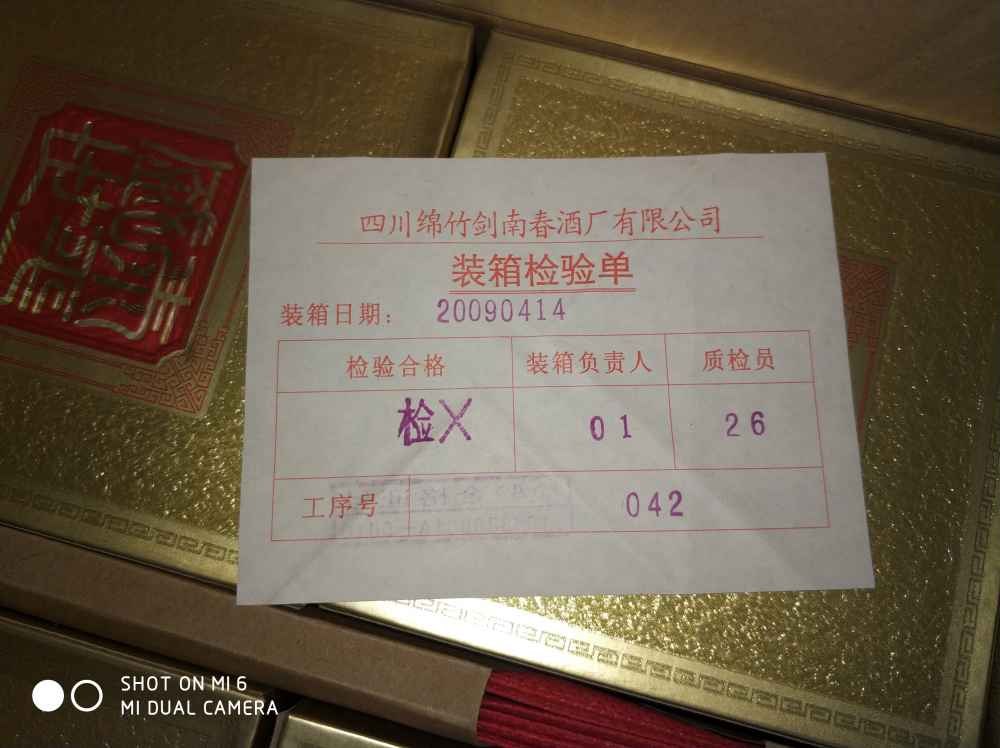 四川绵竹剑南春酒厂有限公司
装箱检验单
装箱日期： 20090414
检验合格 装箱负责人 质检员
检X 01 26
工序号 042
SHOT ON MI 6
MI DUAL CAMERA